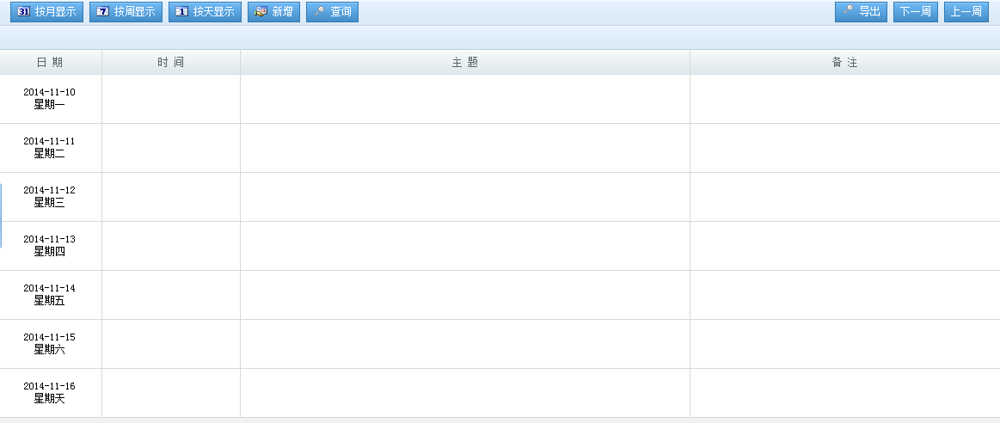 31 按月显示 7 按周显示 1 按天显示 新增 查询 导出 下一周 上一周
日 期 时 间 主 题 备 注
2014-11-10
星期一
2014-11-11
星期二
2014-11-12
星期三
2014-11-13
星期四
2014-11-14
星期五
2014-11-15
星期六
2014-11-16
星期天